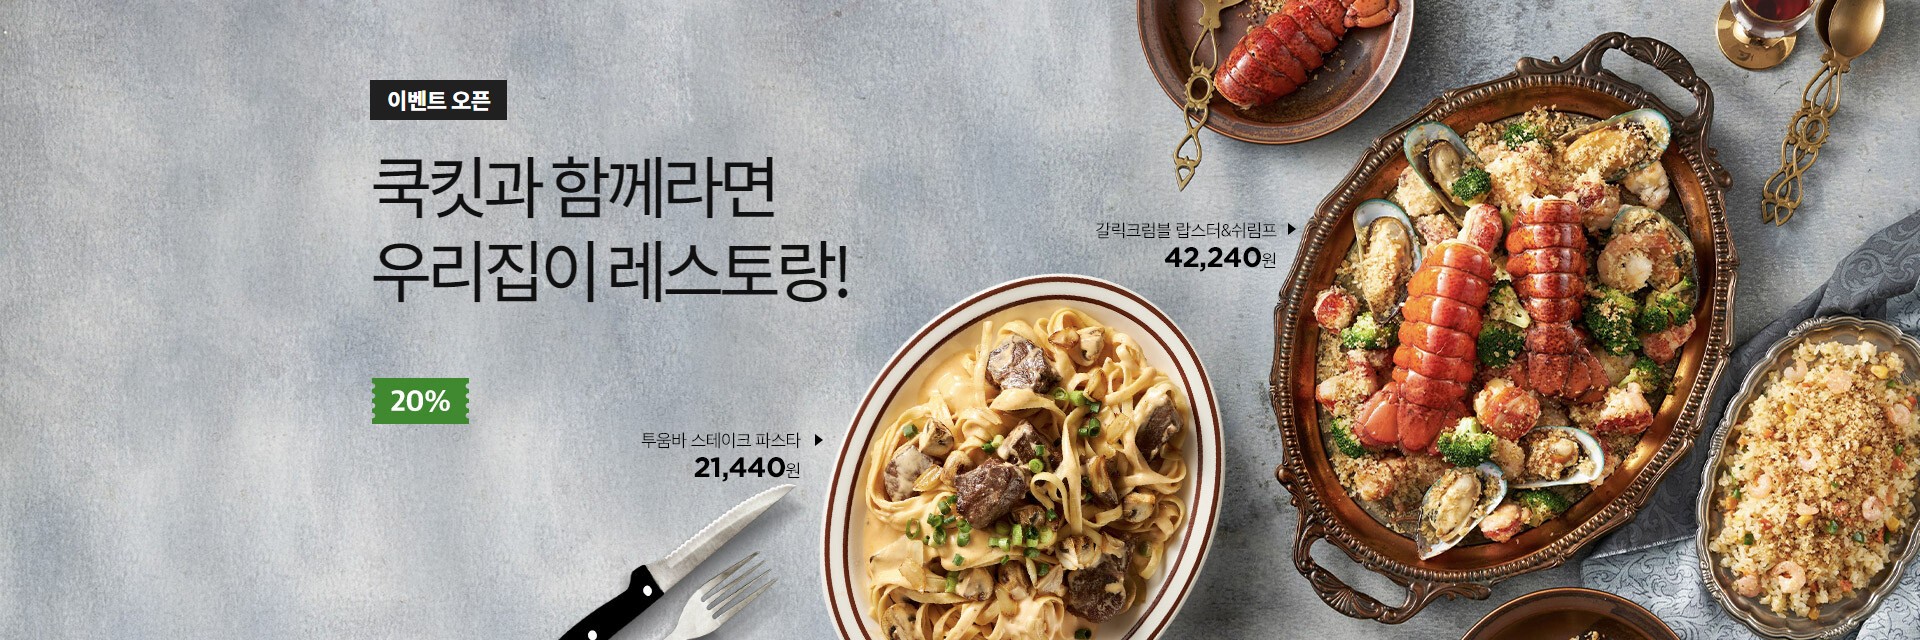 이벤트 오픈
쿡킷과 함께라면
우리집이 레스토랑!
20%
투움바 스테이크 파스타
21,440원
갈릭크럼블 랍스터&쉬림프
42,240원